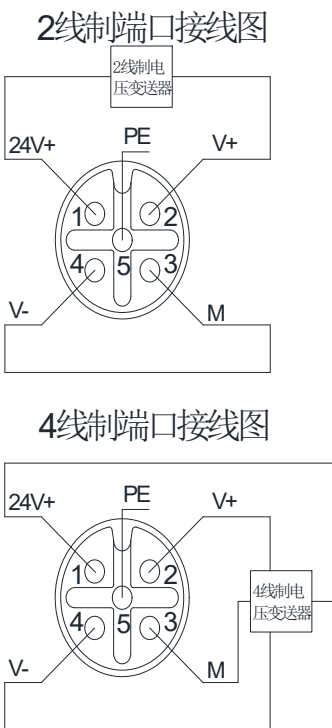 2线制端口接线图
2线制电
压变送器
24V+ PE V+
1 2
4 5 3
V- M
4线制端口接线图
24V+ PE V+
1 2
4线制电
压变送器
4 5 3
V- M